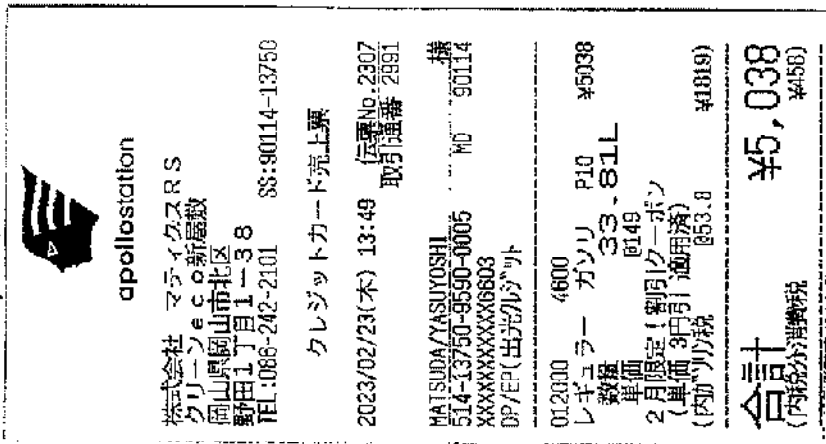 apollostation
株式会社 マティクスRS
クリーンeco新屋敷
岡山県岡山市北区
野田1丁目1-38
TEL:086-242-2101 SS:90114-13750
クレジットカード売上票
2023/02/23(木) 13:49 伝票No.2307
取引通番 2991
MATSUDA/YASUYOSHI 様
514-13750-9590-0005 MD 90114
XXXXXXXXXXXX6603
OP/EP(出光クレジット
012000 4600
レギュラー ガソリ P10 ¥5038
数量 33.81L
単価 @149
2月限定!割引クーポン
(単価 3円引 適用済)
(内ガソリン税 @53.8 ¥1819)
合計 ¥5,038
(内税分消費税 ¥458)